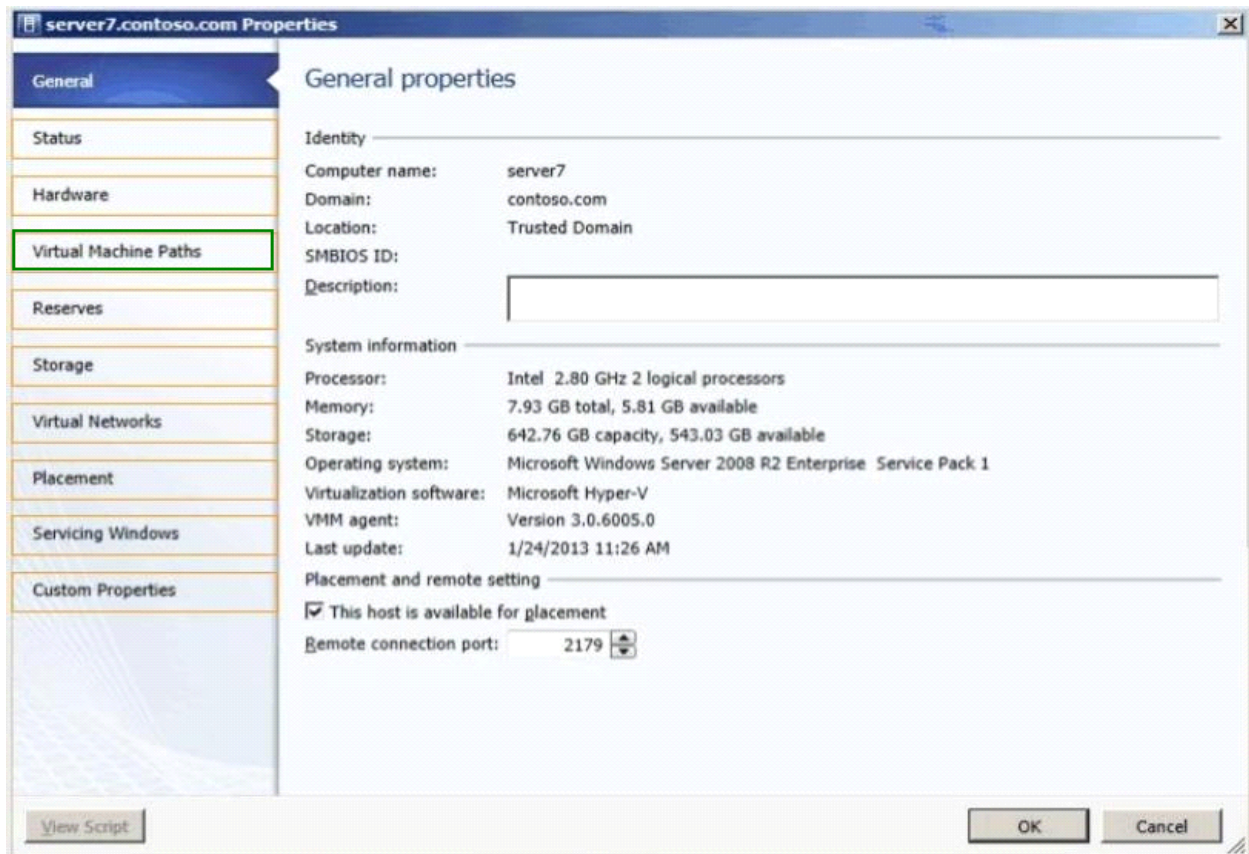 server7.contoso.com Properties
General
Status
Hardware
Virtual Machine Paths
Reserves
Storage
Virtual Networks
Placement
Servicing Windows
Custom Properties
General properties
Identity
Computer name: server7
Domain: contoso.com
Location: Trusted Domain
SMBIOS ID:
Description:
System information
Processor: Intel 2.80 GHz 2 logical processors
Memory: 7.93 GB total, 5.81 GB available
Storage: 642.76 GB capacity, 543.03 GB available
Operating system: Microsoft Windows Server 2008 R2 Enterprise Service Pack 1
Virtualization software: Microsoft Hyper-V
VMM agent: Version 3.0.6005.0
Last update: 1/24/2013 11:26 AM
Placement and remote setting
This host is available for placement
Remote connection port: 2179
View Script
OK
Cancel